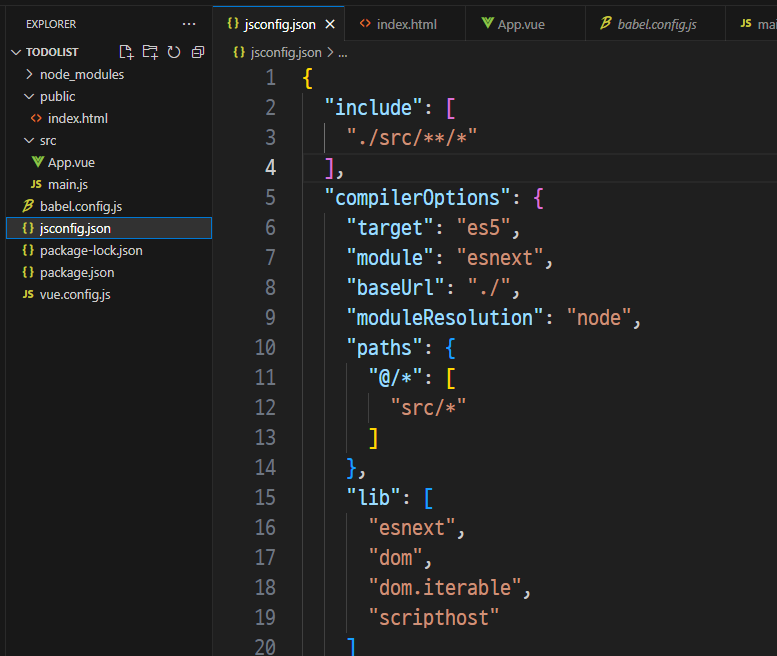 EXPLORER
TODOLIST
node_modules
public
index.html
src
App.vue
JS main.js
babel.config.js
{} jsconfig.json
{} package-lock.json
{} package.json
JS vue.config.js
{} jsconfig.json
<> index.html
App.vue
babel.config.js
JS mai
{} jsconfig.json > ...
1 {
2 "include": [
3 "./src/**/*"
4 ],
5 "compilerOptions": {
6 "target": "es5",
7 "module": "esnext",
8 "baseUrl": "./",
9 "moduleResolution": "node",
10 "paths": {
11 "@/*": [
12 "src/*"
13 ]
14 },
15 "lib": [
16 "esnext",
17 "dom",
18 "dom.iterable",
19 "scripthost"
20 ]